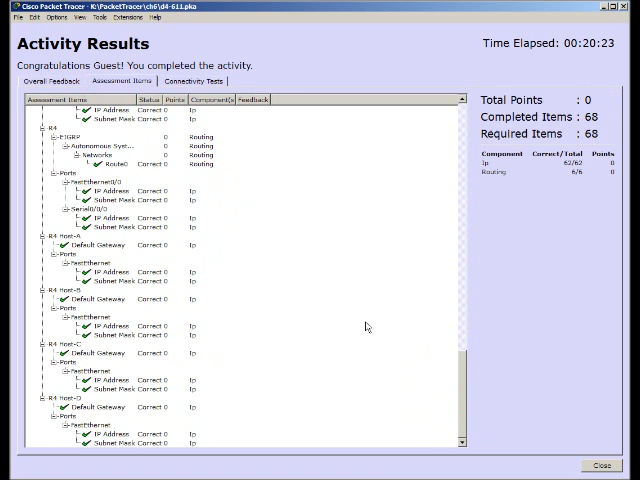 Cisco Packet Tracer - K:\PacketTracer\ch6\d4-611.pka
File Edit Options View Tools Extensions Help
Activity Results
Time Elapsed: 00:20:23
Congratulations Guest! You completed the activity.
Overall Feedback Assessment Items Connectivity Tests
Assessment Items Status Points Component(s) Feedback
IP Address Correct 0 Ip
Subnet Mask Correct 0 Ip
R4
EIGRP 0 Routing
Autonomous Syst... 0 Routing
Networks 0 Routing
Route0 Correct 0 Routing
Ports
FastEthernet0/0
IP Address Correct 0 Ip
Subnet Mask Correct 0 Ip
Serial0/0/0
IP Address Correct 0 Ip
Subnet Mask Correct 0 Ip
R4 Host-A
Default Gateway Correct 0 Ip
Ports
FastEthernet
IP Address Correct 0 Ip
Subnet Mask Correct 0 Ip
R4 Host-B
Default Gateway Correct 0 Ip
Ports
FastEthernet
IP Address Correct 0 Ip
Subnet Mask Correct 0 Ip
R4 Host-C
Default Gateway Correct 0 Ip
Ports
FastEthernet
IP Address Correct 0 Ip
Subnet Mask Correct 0 Ip
R4 Host-D
Default Gateway Correct 0 Ip
Ports
FastEthernet
IP Address Correct 0 Ip
Subnet Mask Correct 0 Ip
Total Points : 0
Completed Items : 68
Required Items : 68
Component Correct/Total Points
Ip 62/62 0
Routing 6/6 0
Close